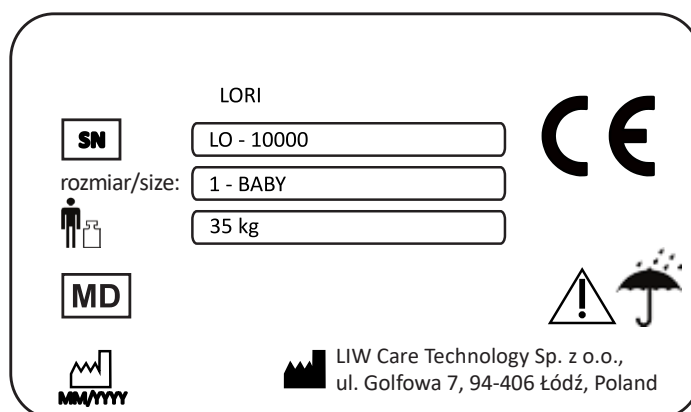 LORI
SN LO - 10000
rozmiar/size: 1 - BABY
35 kg
MD
MM/YYYY
LIW Care Technology Sp. z o.o.,
ul. Golfowa 7, 94-406 Łódź, Poland
CE